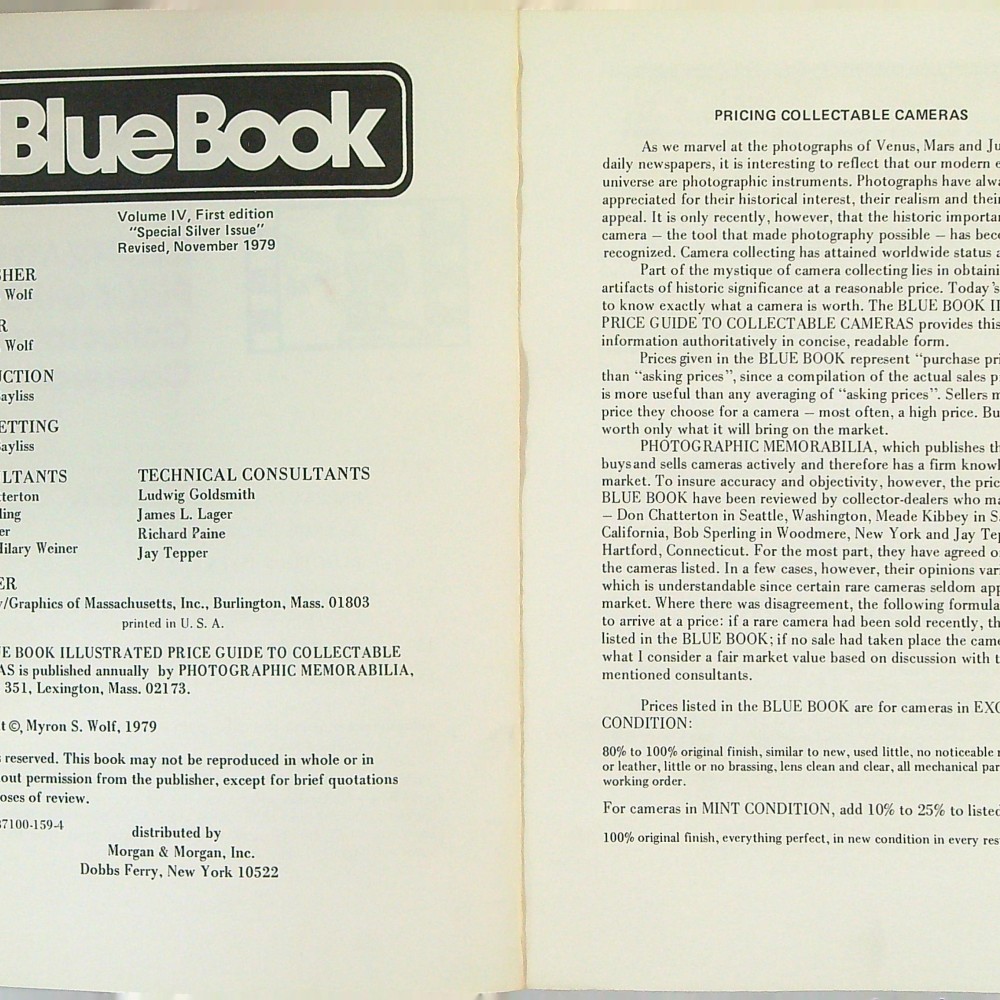 BlueBook
Volume IV, First edition
"Special Silver Issue"
Revised, November 1979
SHER
Wolf
R
Wolf
UCTION
ayliss
ETTING
ayliss
ULTANTS
tterton
ling
er
Hilary Weiner
TECHNICAL CONSULTANTS
Ludwig Goldsmith
James L. Lager
Richard Paine
Jay Tepper
ER
y/Graphics of Massachusetts, Inc., Burlington, Mass. 01803
printed in U. S. A.
E BOOK ILLUSTRATED PRICE GUIDE TO COLLECTABLE
AS is published annually by PHOTOGRAPHIC MEMORABILIA,
351, Lexington, Mass. 02173.
t ©, Myron S. Wolf, 1979
s reserved. This book may not be reproduced in whole or in
out permission from the publisher, except for brief quotations
oses of review.
87100-159-4
distributed by
Morgan & Morgan, Inc.
Dobbs Ferry, New York 10522
PRICING COLLECTABLE CAMERAS
As we marvel at the photographs of Venus, Mars and Ju
daily newspapers, it is interesting to reflect that our modern e
universe are photographic instruments. Photographs have alwa
appreciated for their historical interest, their realism and their
appeal. It is only recently, however, that the historic importan
camera — the tool that made photography possible — has bec
recognized. Camera collecting has attained worldwide status a
Part of the mystique of camera collecting lies in obtaini
artifacts of historic significance at a reasonable price. Today's
to know exactly what a camera is worth. The BLUE BOOK I
PRICE GUIDE TO COLLECTABLE CAMERAS provides this
information authoritatively in concise, readable form.
Prices given in the BLUE BOOK represent "purchase pri
than "asking prices", since a compilation of the actual sales p
is more useful than any averaging of "asking prices". Sellers m
price they choose for a camera — most often, a high price. Bu
worth only what it will bring on the market.
PHOTOGRAPHIC MEMORABILIA, which publishes th
buys and sells cameras actively and therefore has a firm knowl
market. To insure accuracy and objectivity, however, the pric
BLUE BOOK have been reviewed by collector-dealers who ma
— Don Chatterton in Seattle, Washington, Meade Kibbey in S
California, Bob Sperling in Woodmere, New York and Jay Tep
Hartford, Connecticut. For the most part, they have agreed o
the cameras listed. In a few cases, however, their opinions vari
which is understandable since certain rare cameras seldom app
market. Where there was disagreement, the following formula
to arrive at a price: if a rare camera had been sold recently, th
listed in the BLUE BOOK; if no sale had taken place the came
what I consider a fair market value based on discussion with t
mentioned consultants.
Prices listed in the BLUE BOOK are for cameras in EXC
CONDITION:
80% to 100% original finish, similar to new, used little, no noticeable
or leather, little or no brassing, lens clean and clear, all mechanical par
working order.
For cameras in MINT CONDITION, add 10% to 25% to listed
100% original finish, everything perfect, in new condition in every res